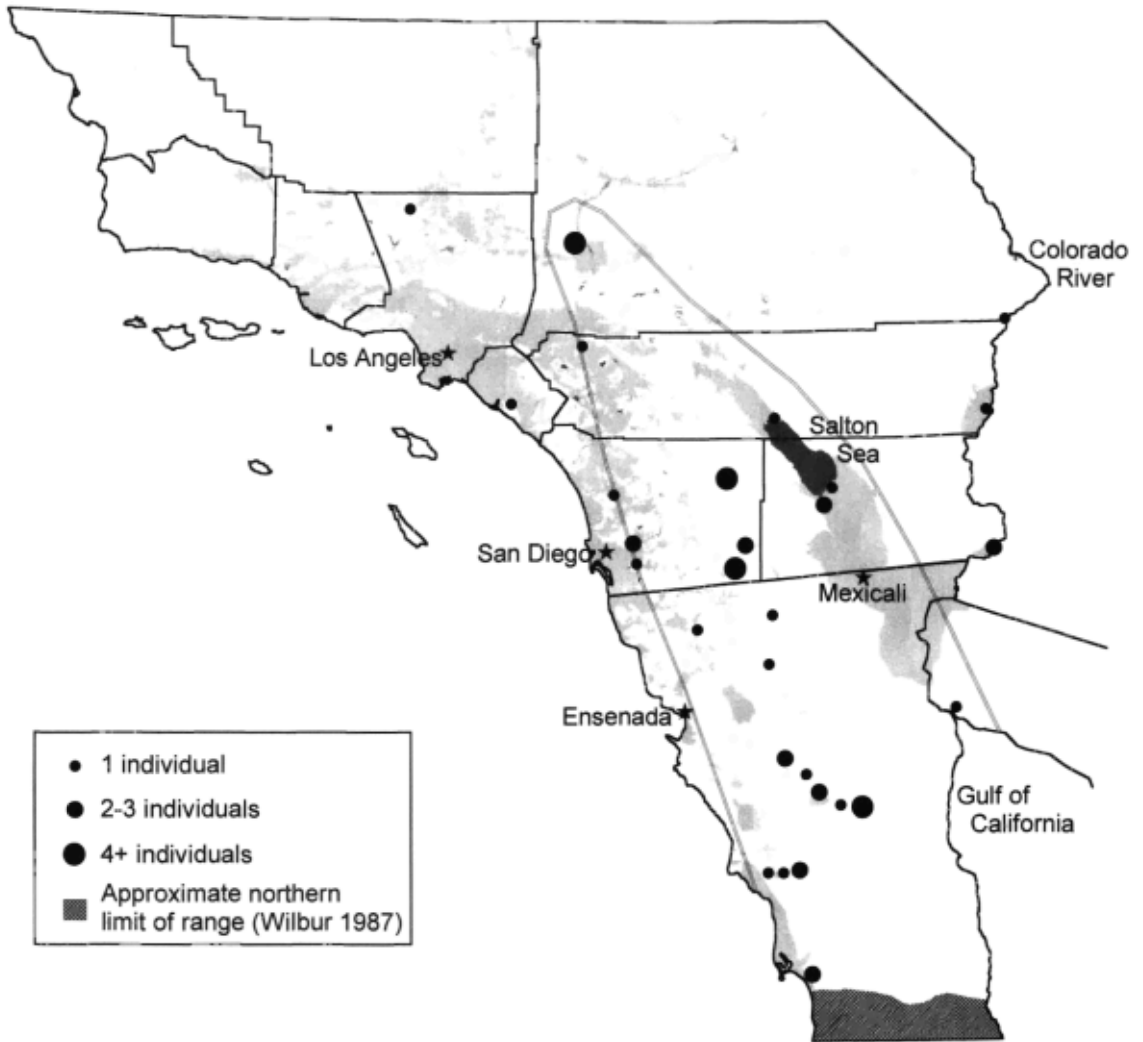 Colorado
River
Los Angeles
Salton
Sea
San Diego
Mexicali
Ensenada
Gulf of
California
1 individual
2-3 individuals
4+ individuals
Approximate northern
limit of range (Wilbur 1987)